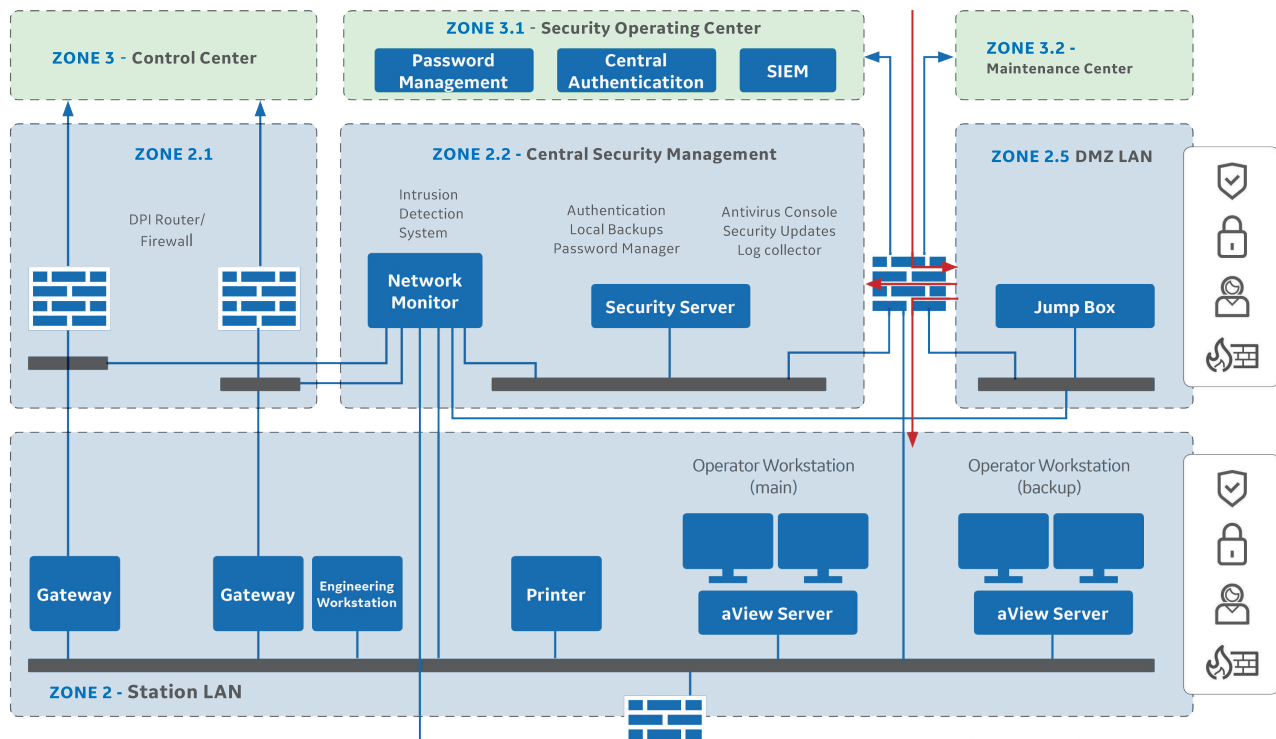 ZONE 3 - Control Center
ZONE 3.1 - Security Operating Center
Password
Management
Central
Authenticatiton
SIEM
ZONE 3.2 -
Maintenance Center
ZONE 2.1
DPI Router/
Firewall
ZONE 2.2 - Central Security Management
Intrusion
Detection
System
Authentication
Local Backups
Password Manager
Antivirus Console
Security Updates
Log collector
Network
Monitor
Security Server
ZONE 2.5 DMZ LAN
Jump Box
Operator Workstation
(main)
Operator Workstation
(backup)
Gateway
Gateway
Engineering
Workstation
Printer
aView Server
aView Server
ZONE 2 - Station LAN